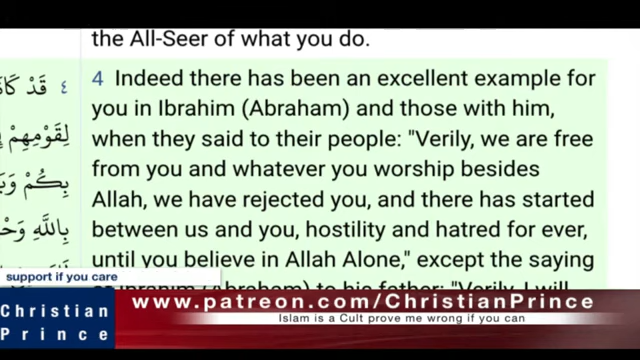 the All-Seer of what you do.
4 Indeed there has been an excellent example for
٤ قَدْ
you in Ibrahim (Abraham) and those with him,
لِقَوْمِهِمْ
when they said to their people: "Verily, we are free
from you and whatever you worship besides
بِكُمْ
Allah, we have rejected you, and there has started
between us and you, hostility and hatred for ever,
بِاللَّهِ
until you believe in Allah Alone," except the saying
support if you care
of Ibrahim (Abraham) to his father: "Verily, I will
www.patreon.com/ChristianPrince
Christian
Prince
Islam is a Cult prove me wrong if you can